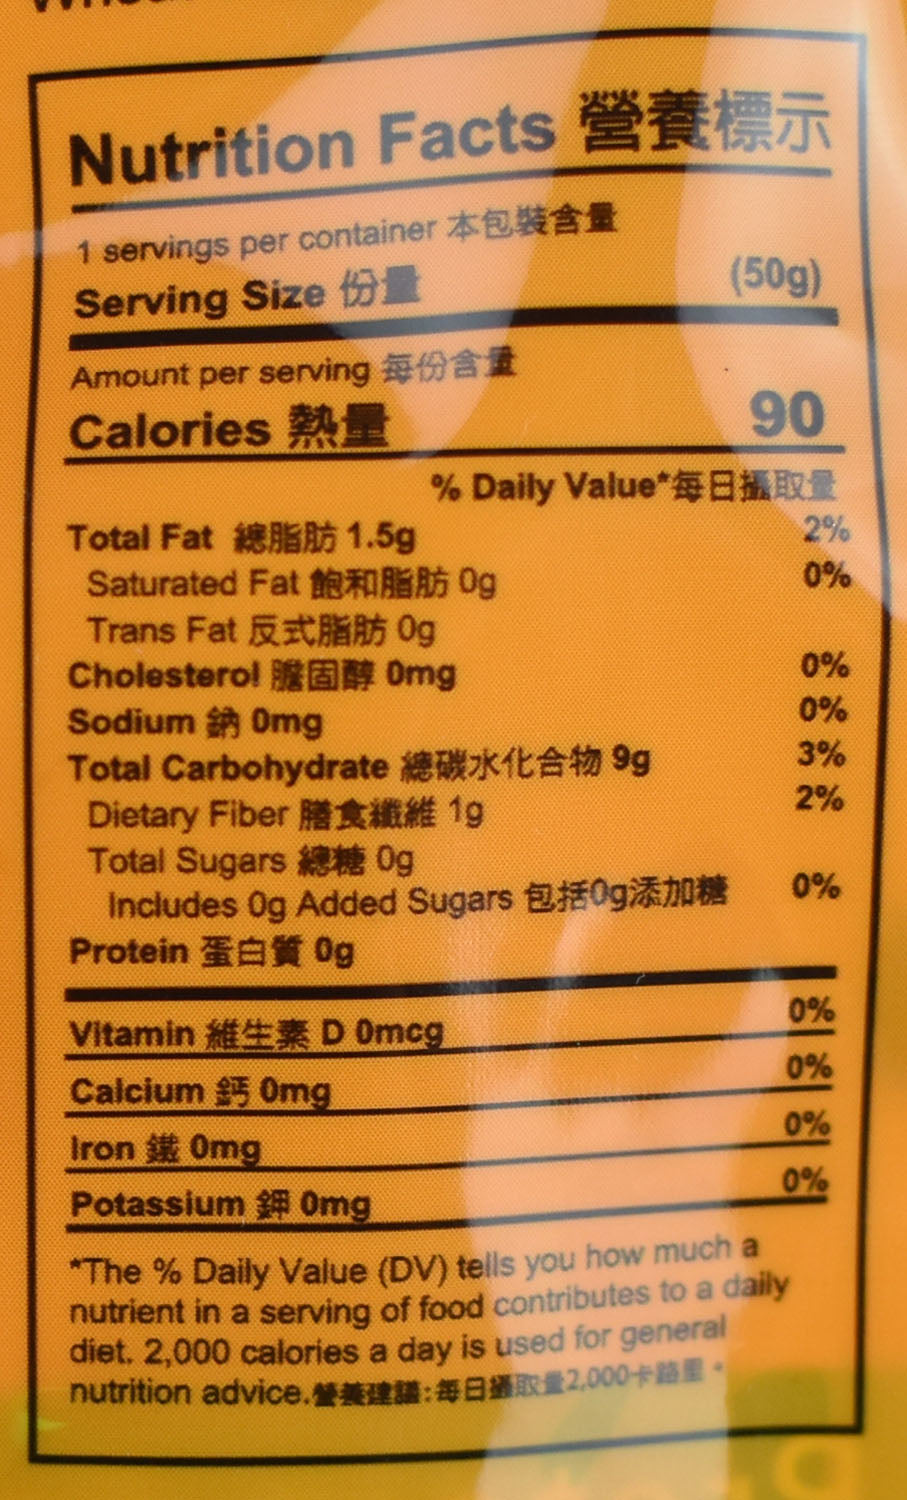 Nutrition Facts 營養標示
1 servings per container 本包裝含量
Serving Size 份量 (50g)
Amount per serving 每份含量
Calories 熱量 90
% Daily Value*每日攝取量
Total Fat 總脂肪 1.5g 2%
Saturated Fat 飽和脂肪 0g 0%
Trans Fat 反式脂肪 0g
Cholesterol 膽固醇 0mg 0%
Sodium 鈉 0mg 0%
Total Carbohydrate 總碳水化合物 9g 3%
Dietary Fiber 膳食纖維 1g 2%
Total Sugars 總糖 0g
Includes 0g Added Sugars 包括0g添加糖 0%
Protein 蛋白質 0g
Vitamin 維生素 D 0mcg 0%
Calcium 鈣 0mg 0%
Iron 鐵 0mg 0%
Potassium 鉀 0mg 0%
*The % Daily Value (DV) tells you how much a
nutrient in a serving of food contributes to a daily
diet. 2,000 calories a day is used for general
nutrition advice.營養建議:每日攝取量2,000卡路里。